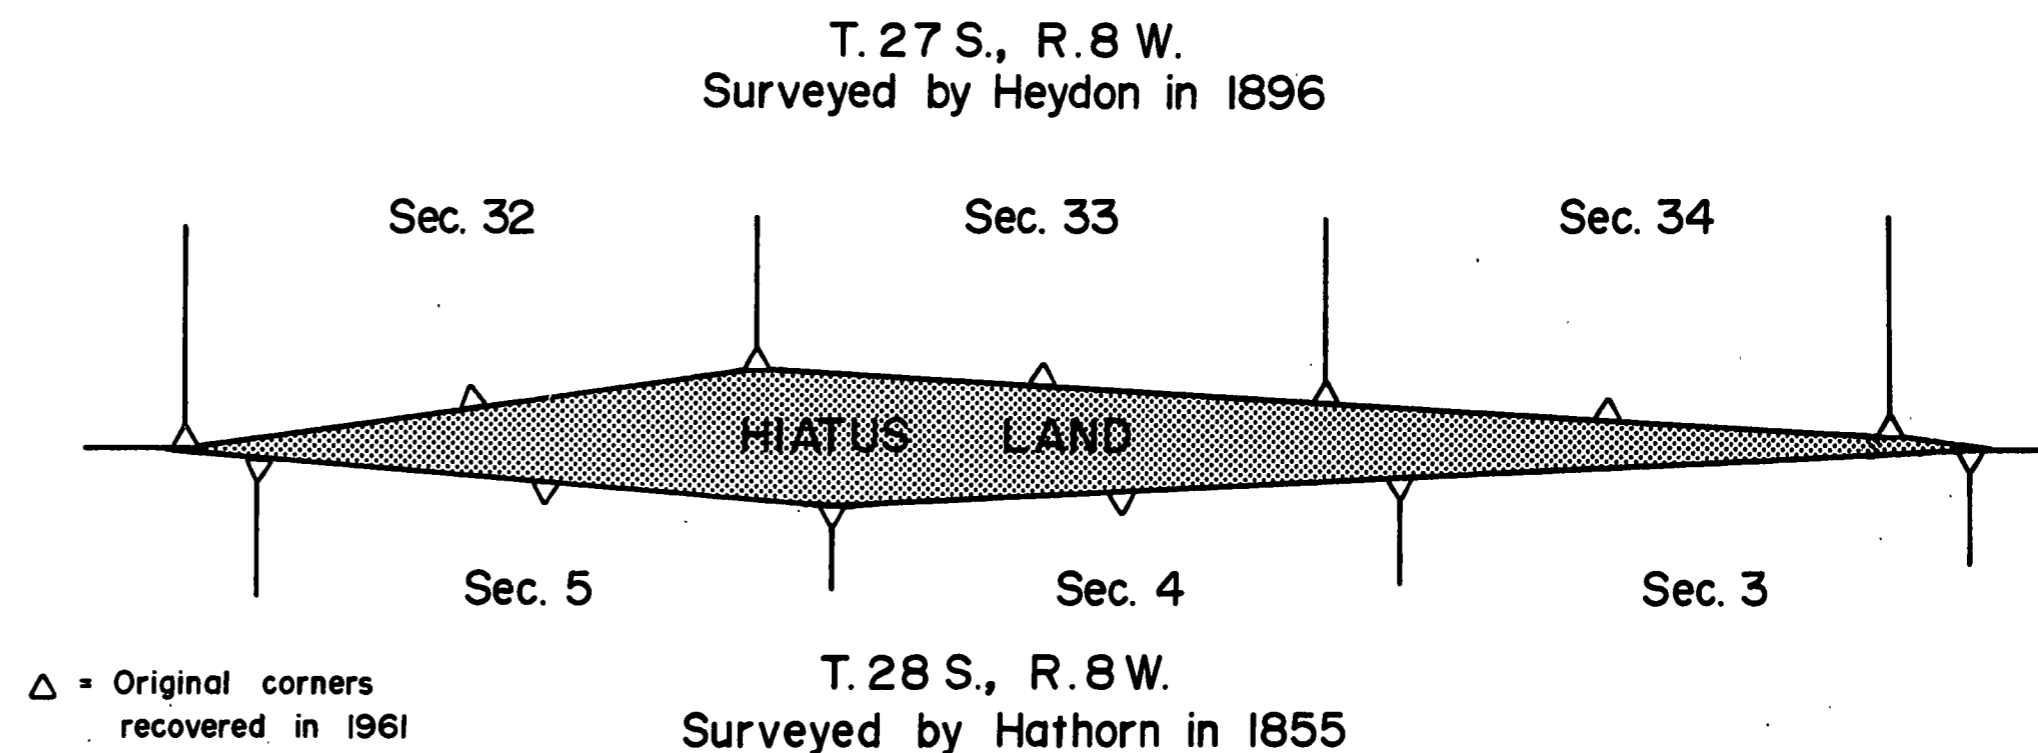 T. 27 S., R. 8 W.
Surveyed by Heydon in 1896
Sec. 32
Sec. 33
Sec. 34
HIATUS LAND
Sec. 5
Sec. 4
Sec. 3
T. 28 S., R. 8 W.
Surveyed by Hathorn in 1855
△ = Original corners
recovered in 1961